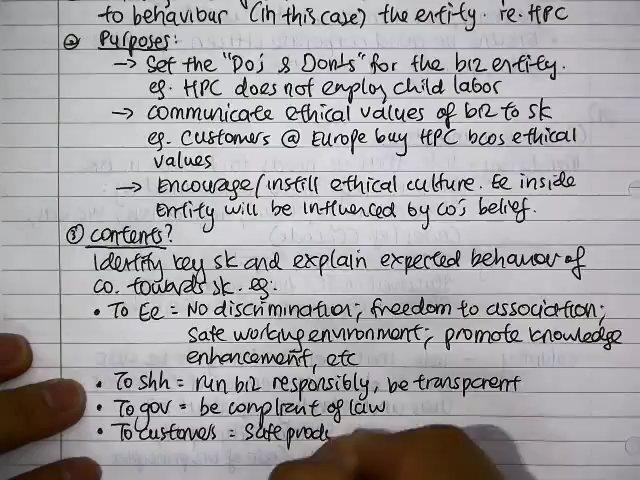 to behaviour (in this case) the entity. ie. HPC
② Purposes:
→ Set the "Do's & Donts" for the biz entity.
eg. HPC does not employ child labor
→ communicate ethical values of biz to sk
eg. Customers @ Europe buy HPC bcos ethical
values
→ Encourage/instill ethical culture. Ee inside
Entity will be influenced by co's belief.
③ contents?
Identify key sk and explain expected behavior of
co. towards sk. eg:
• To Ee = No discrimination; freedom to association;
safe working environment; promote knowledge
enhancement, etc
• To shh = run biz responsibly, be transparent
• To gov = be compliant of law
• To customers = safe prod